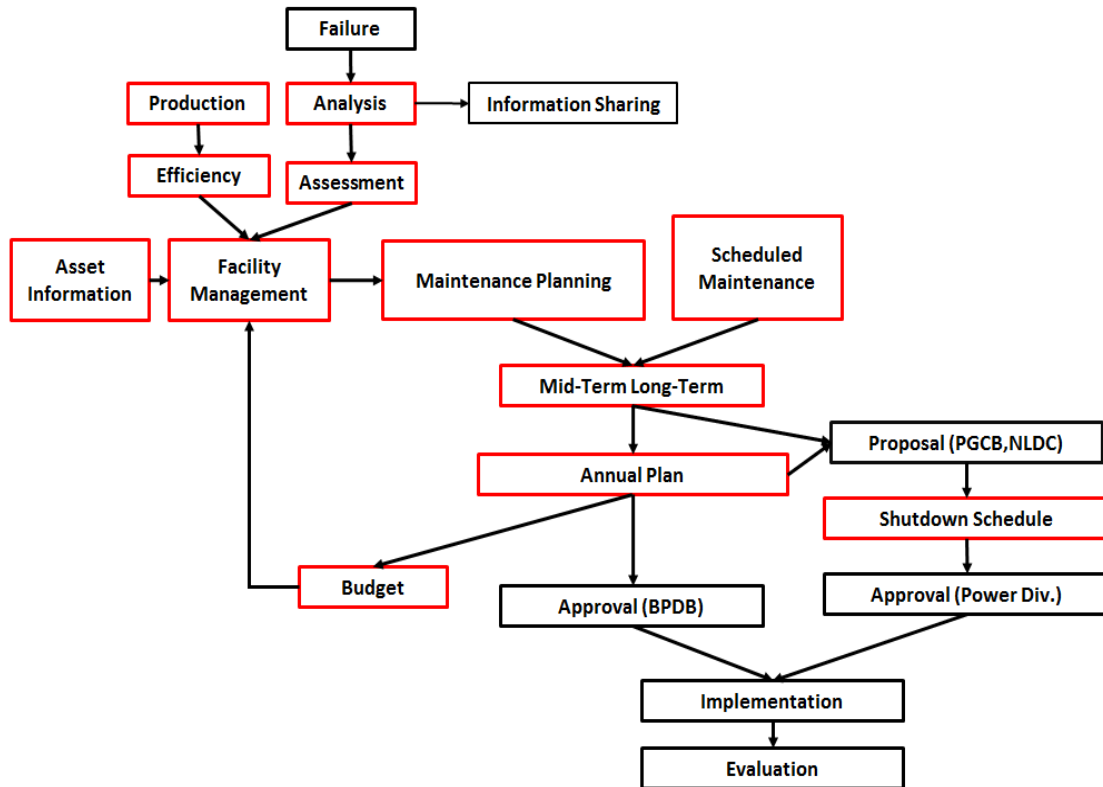 Failure
Production
Analysis
Information Sharing
Efficiency
Assessment
Asset
Information
Facility
Management
Maintenance Planning
Scheduled
Maintenance
Mid-Term Long-Term
Proposal (PGCB,NLDC)
Annual Plan
Shutdown Schedule
Budget
Approval (BPDB)
Approval (Power Div.)
Implementation
Evaluation